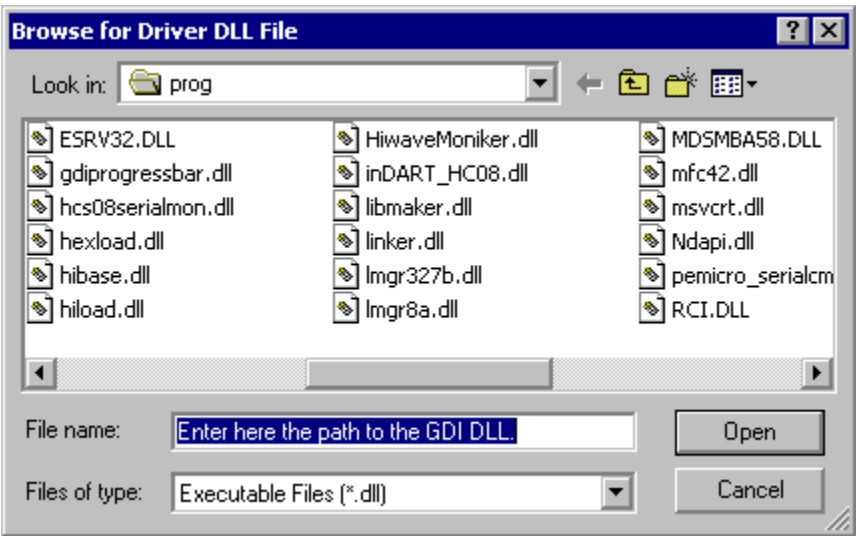 Browse for Driver DLL File
Look in: prog
ESRV32.DLL HiwaveMoniker.dll MDSMBA58.DLL
gdiprogressbar.dll inDART_HC08.dll mfc42.dll
hcs08serialmon.dll libmaker.dll msvcrt.dll
hexload.dll linker.dll Ndapi.dll
hibase.dll lmgr327b.dll pemicro_serialcm
hiload.dll lmgr8a.dll RCI.DLL
File name: Enter here the path to the GDI DLL. Open
Files of type: Executable Files (*.dll) Cancel